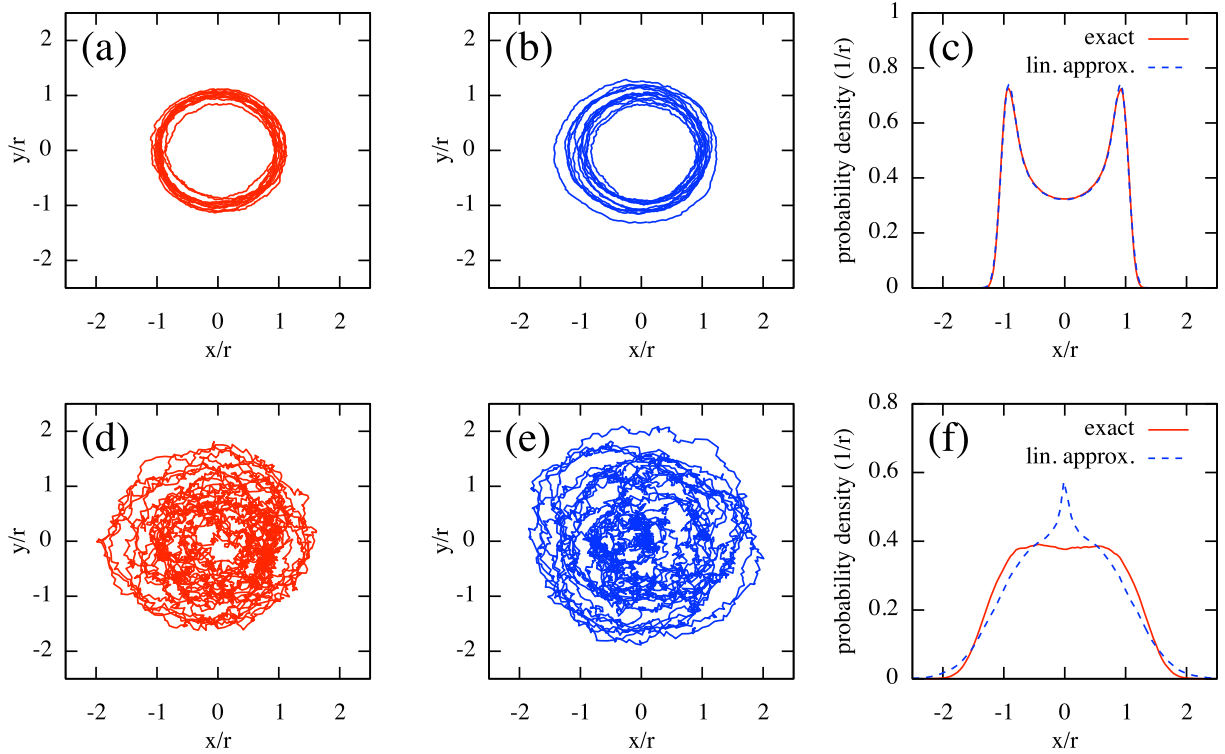 (a)
y/r
2
1
0
-1
-2
-2 -1 0 1 2
x/r
(b)
y/r
2
1
0
-1
-2
-2 -1 0 1 2
x/r
(c)
probability density (1/r)
exact
lin. approx.
1
0.8
0.6
0.4
0.2
0
-2 -1 0 1 2
x/r
(d)
y/r
2
1
0
-1
-2
-2 -1 0 1 2
x/r
(e)
y/r
2
1
0
-1
-2
-2 -1 0 1 2
x/r
(f)
probability density (1/r)
exact
lin. approx.
0.8
0.6
0.4
0.2
0
-2 -1 0 1 2
x/r